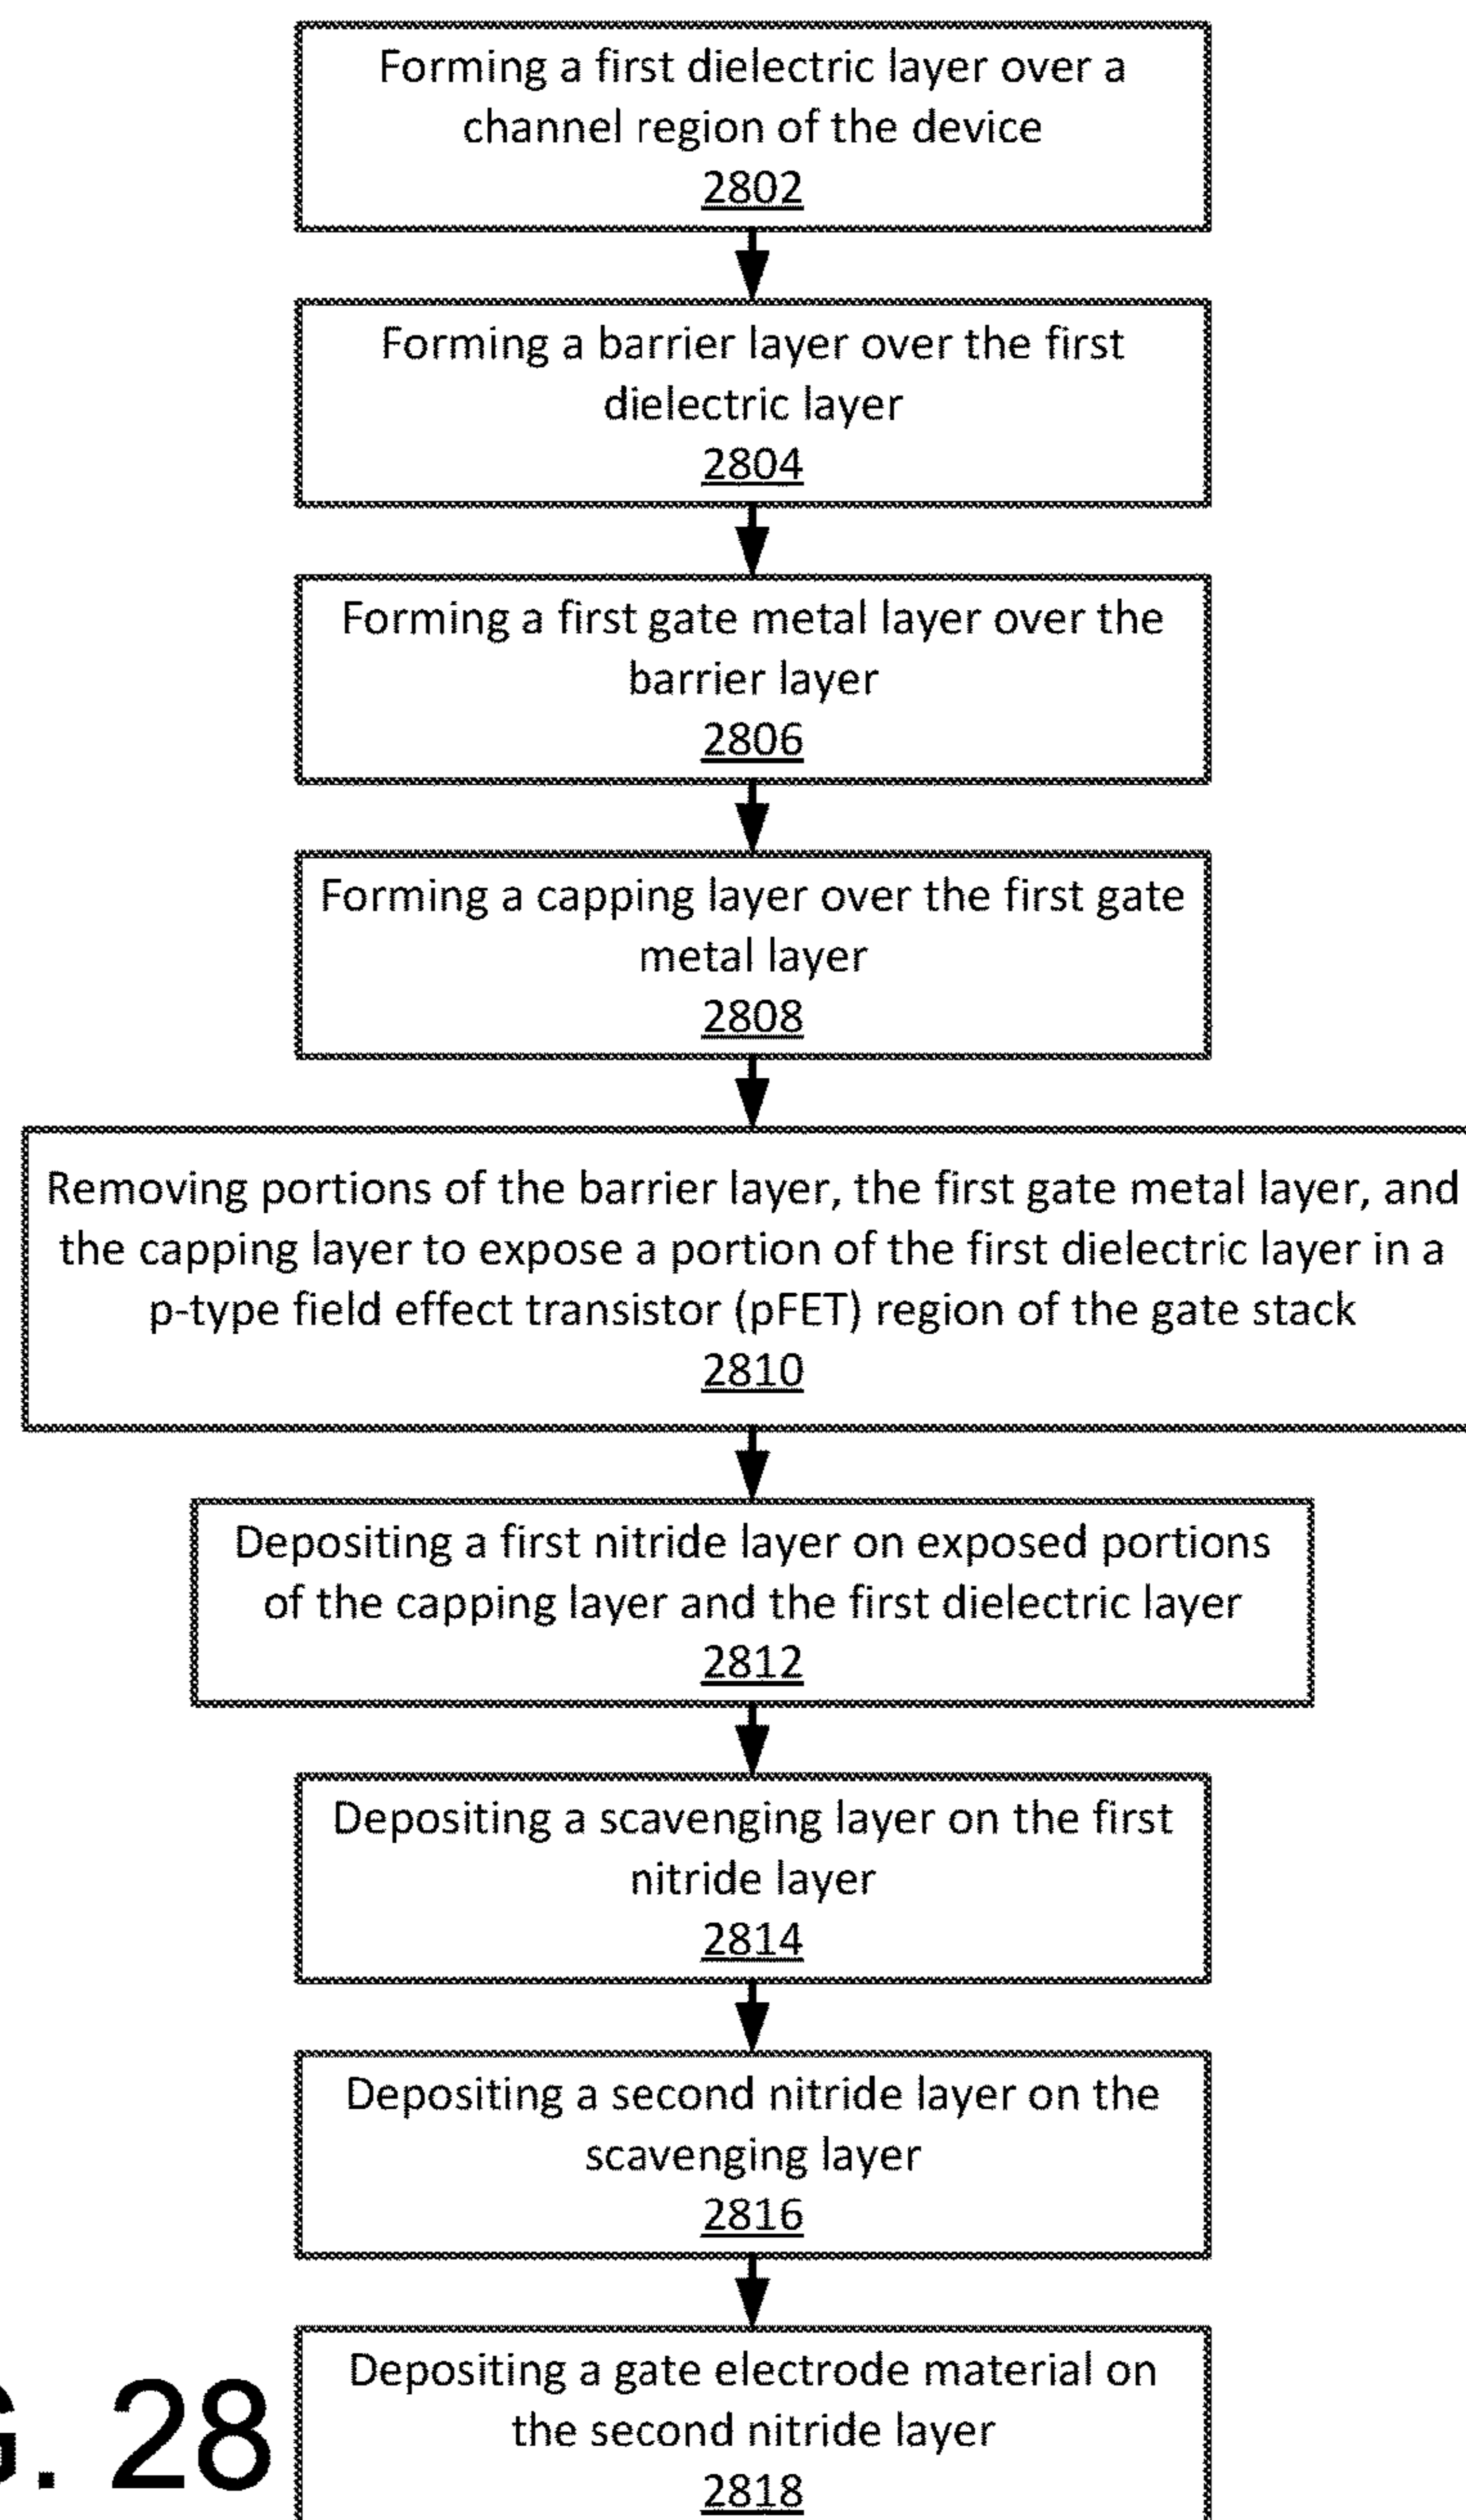 Forming a first dielectric layer over a
channel region of the device
2802
Forming a barrier layer over the first
dielectric layer
2804
Forming a first gate metal layer over the
barrier layer
2806
Forming a capping layer over the first gate
metal layer
2808
Removing portions of the barrier layer, the first gate metal layer, and
the capping layer to expose a portion of the first dielectric layer in a
p-type field effect transistor (pFET) region of the gate stack
2810
Depositing a first nitride layer on exposed portions
of the capping layer and the first dielectric layer
2812
Depositing a scavenging layer on the first
nitride layer
2814
Depositing a second nitride layer on the
scavenging layer
2816
Depositing a gate electrode material on
the second nitride layer
2818
G. 28